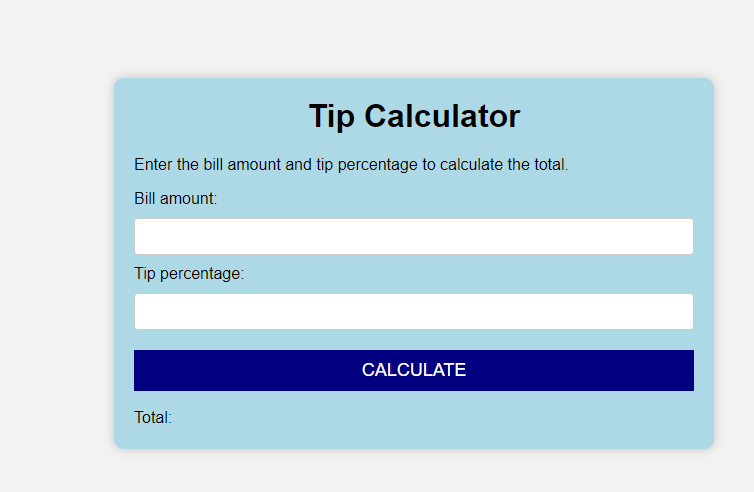 Tip Calculator
Enter the bill amount and tip percentage to calculate the total.
Bill amount:
Tip percentage:
CALCULATE
Total: